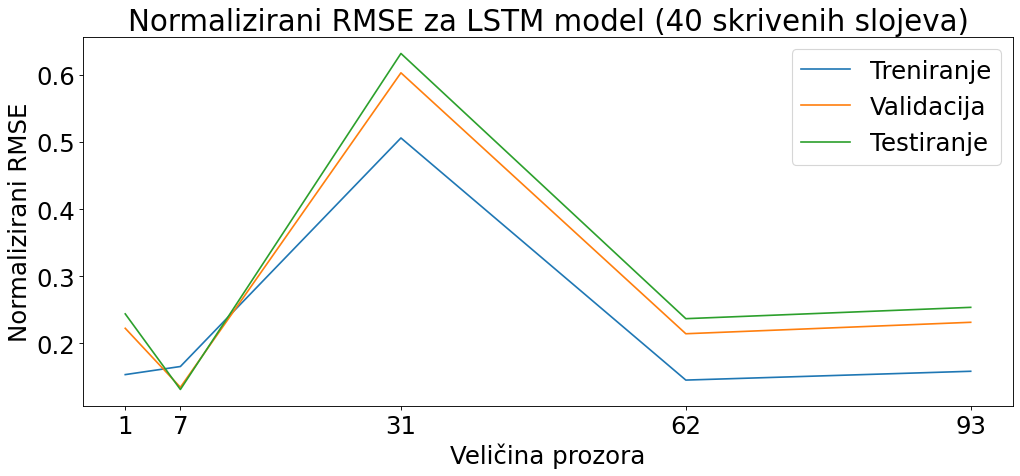 Normalizirani RMSE za LSTM model (40 skrivenih slojeva)
Normalizirani RMSE
0.6
0.5
0.4
0.3
0.2
Treniranje
Validacija
Testiranje
1 7 31 62 93
Veličina prozora